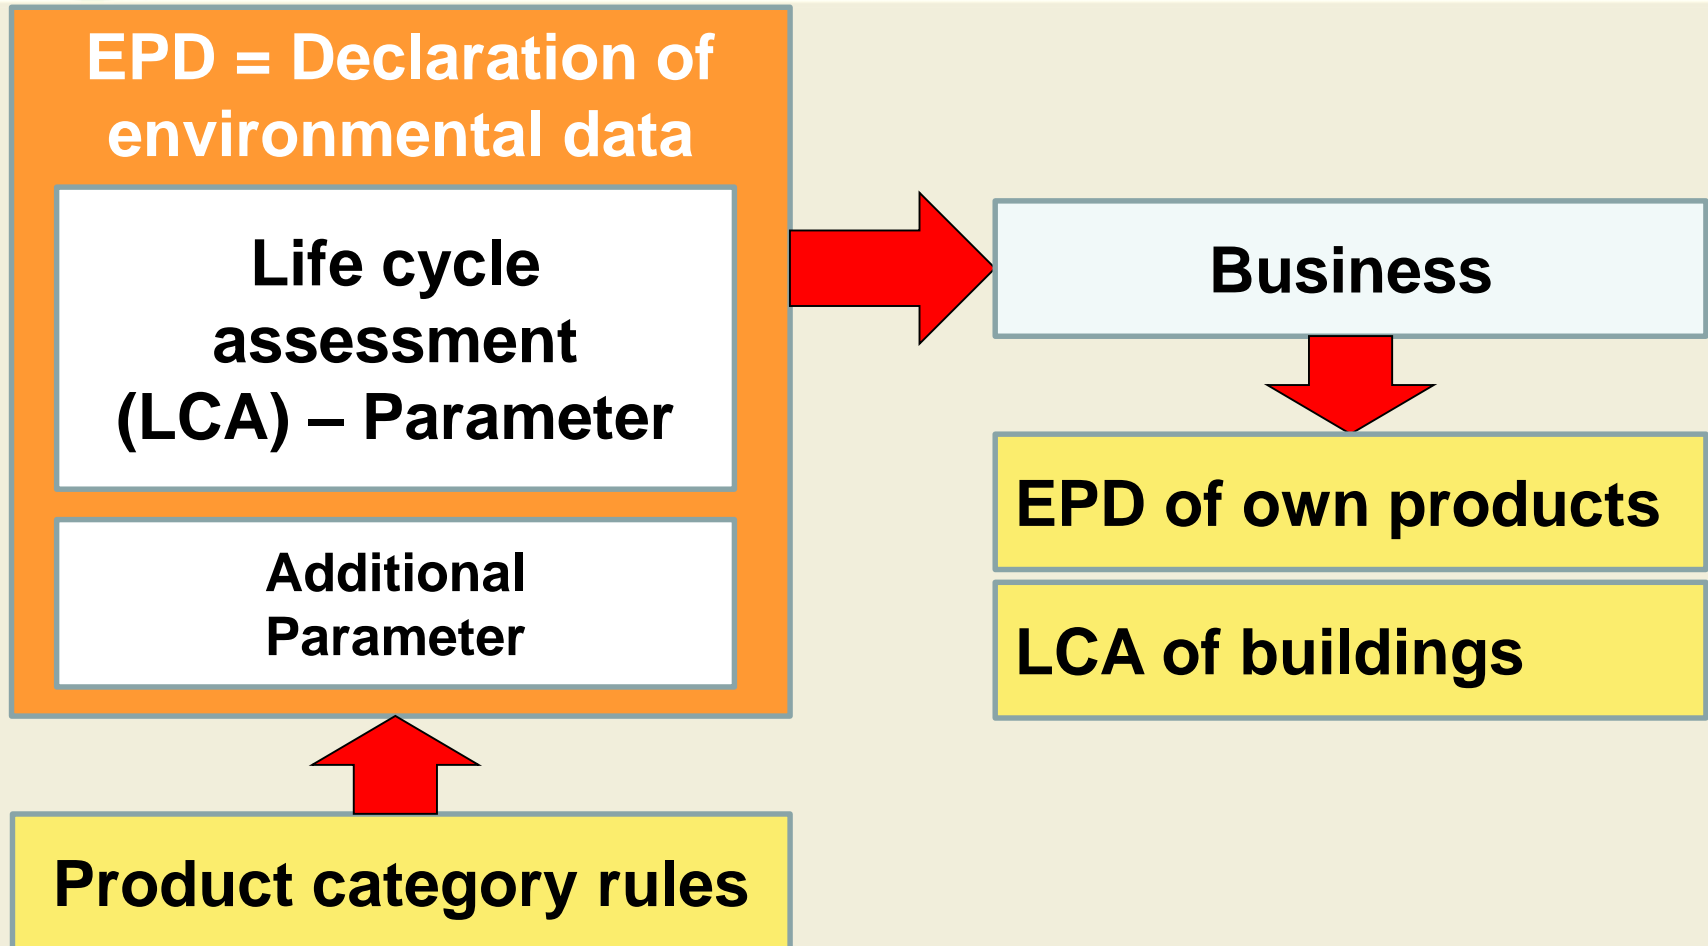 EPD = Declaration of
environmental data
Life cycle
assessment
(LCA) – Parameter
Additional
Parameter
Product category rules
Business
EPD of own products
LCA of buildings